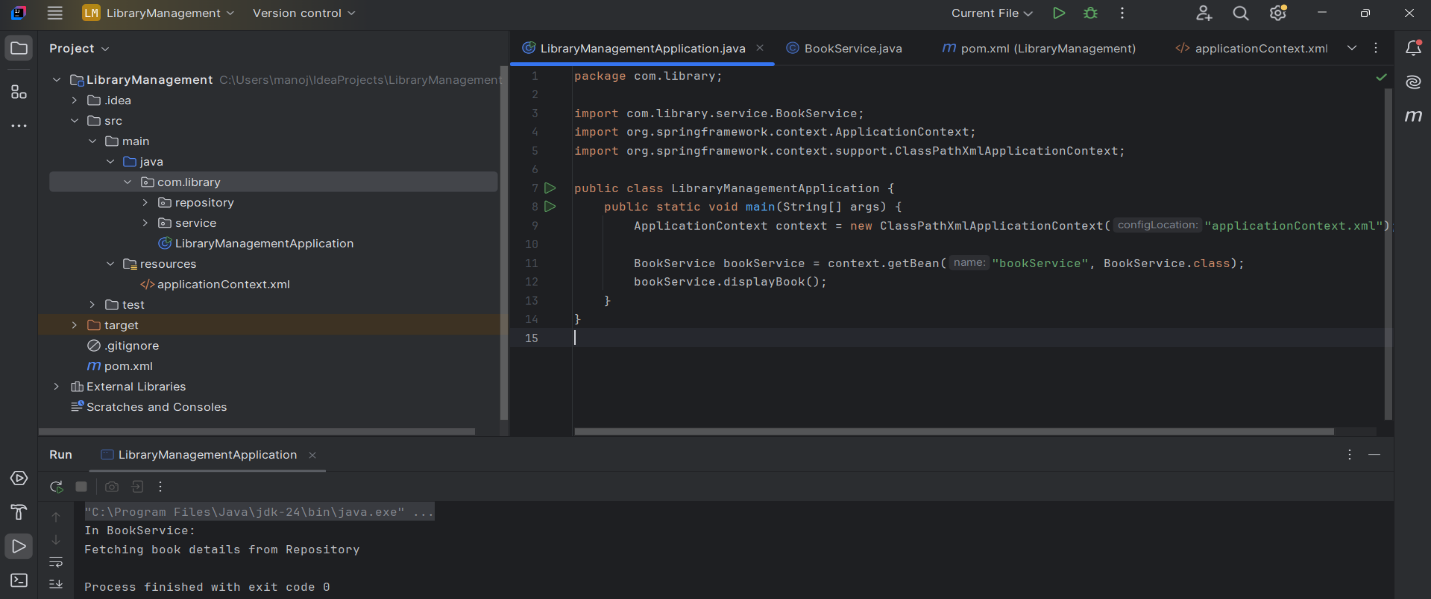 LM LibraryManagement Version control Current File
Project
LibraryManagement C:\Users\manoj\IdeaProjects\LibraryManagement
.idea
src
main
java
com.library
repository
service
LibraryManagementApplication
resources
applicationContext.xml
test
target
.gitignore
m pom.xml
External Libraries
Scratches and Consoles
LibraryManagementApplication.java BookService.java m pom.xml (LibraryManagement) </> applicationContext.xml
1 package com.library;
2
3 import com.library.service.BookService;
4 import org.springframework.context.ApplicationContext;
5 import org.springframework.context.support.ClassPathXmlApplicationContext;
6
7 public class LibraryManagementApplication {
8 public static void main(String[] args) {
9 ApplicationContext context = new ClassPathXmlApplicationContext( configLocation: "applicationContext.xml")
10
11 BookService bookService = context.getBean( name: "bookService", BookService.class);
12 bookService.displayBook();
13 }
14 }
15
Run LibraryManagementApplication
"C:\Program Files\Java\jdk-24\bin\java.exe" ...
In BookService:
Fetching book details from Repository
Process finished with exit code 0